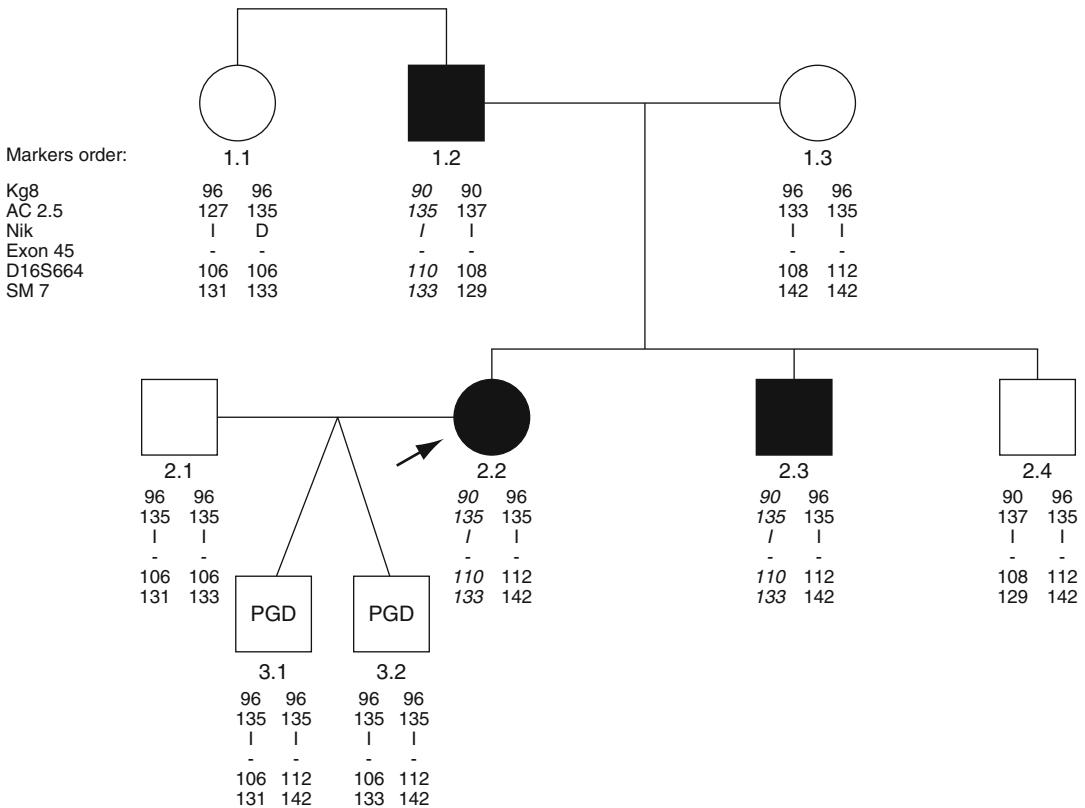 Markers order:
1.1 1.2 1.3
Kg8 96 96 90 90 96 96
AC 2.5 127 135 135 137 133 135
Nik I D I I I I
Exon 45 - - - - - -
D16S664 106 106 110 108 108 112
SM 7 131 133 133 129 142 142
2.1 2.2 2.3 2.4
96 96 90 96 90 96 90 96
135 135 135 135 135 135 137 135
I I I I I I I I
- - - - - - - -
106 106 110 112 110 112 108 112
131 133 133 142 133 142 129 142
PGD PGD
3.1 3.2
96 96 96 96
135 135 135 135
I I I I
- - - -
106 112 106 112
131 142 133 142